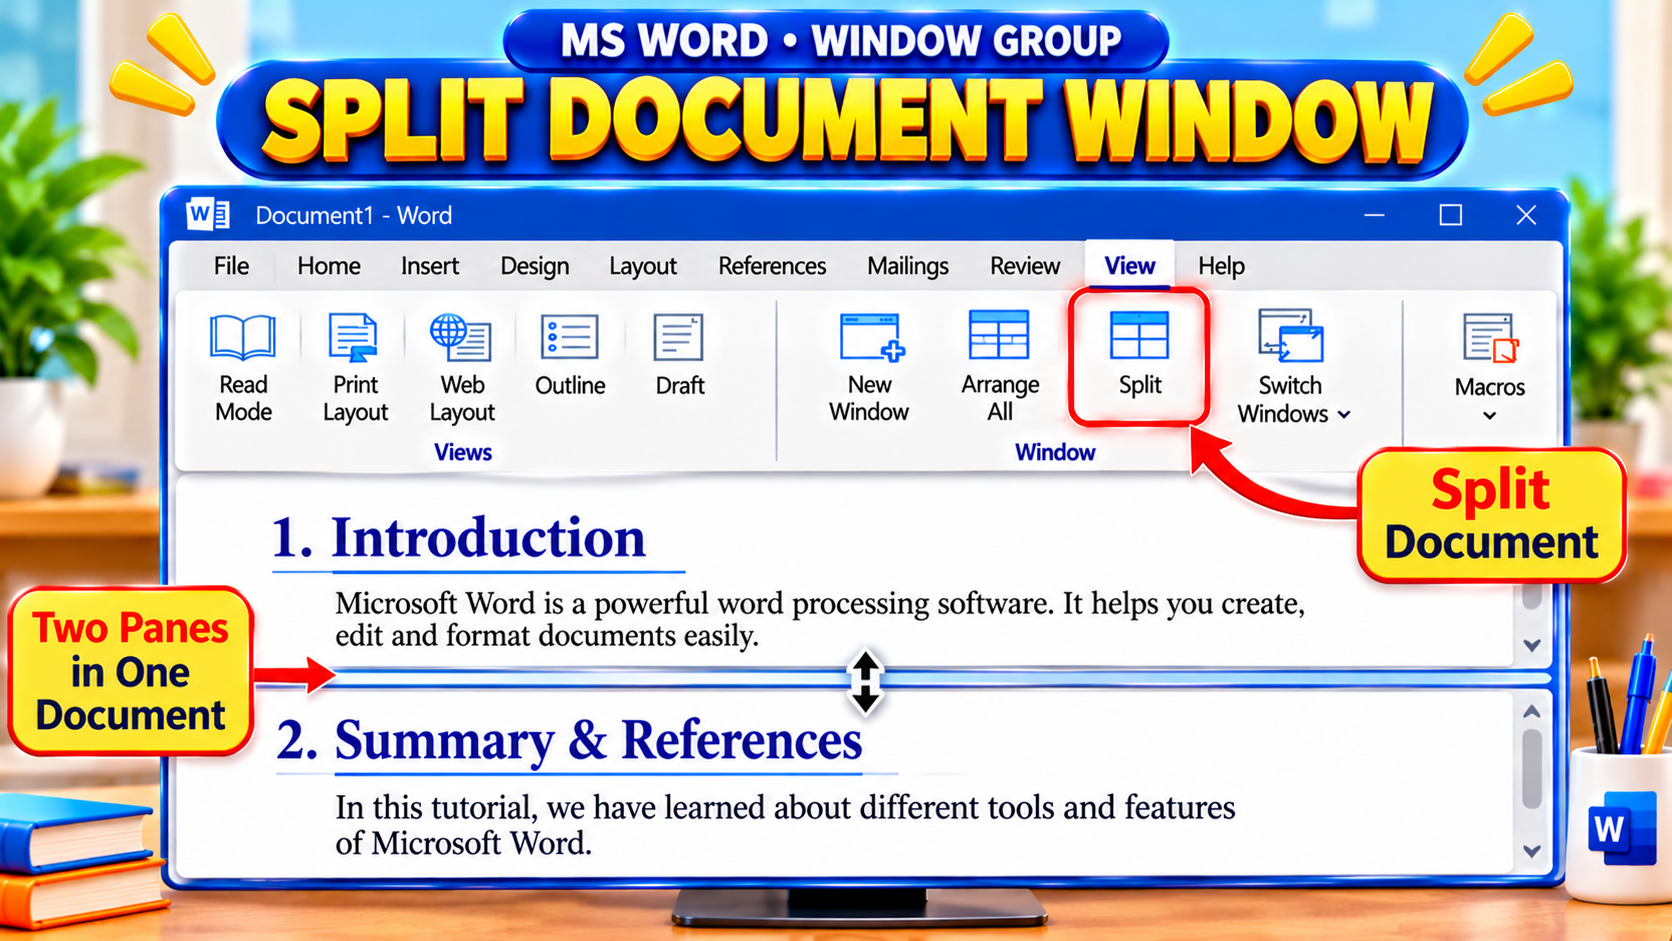 MS WORD • WINDOW GROUP
SPLIT DOCUMENT WINDOW
W
Document1 - Word
File Home Insert Design Layout References Mailings Review View Help
Read Mode
Print Layout
Web Layout
Outline
Draft
Views
New Window
Arrange All
Split
Switch Windows
Window
Macros
Split
Document
1. Introduction
Microsoft Word is a powerful word processing software. It helps you create,
edit and format documents easily.
Two Panes
in One
Document
2. Summary & References
In this tutorial, we have learned about different tools and features
of Microsoft Word.
W